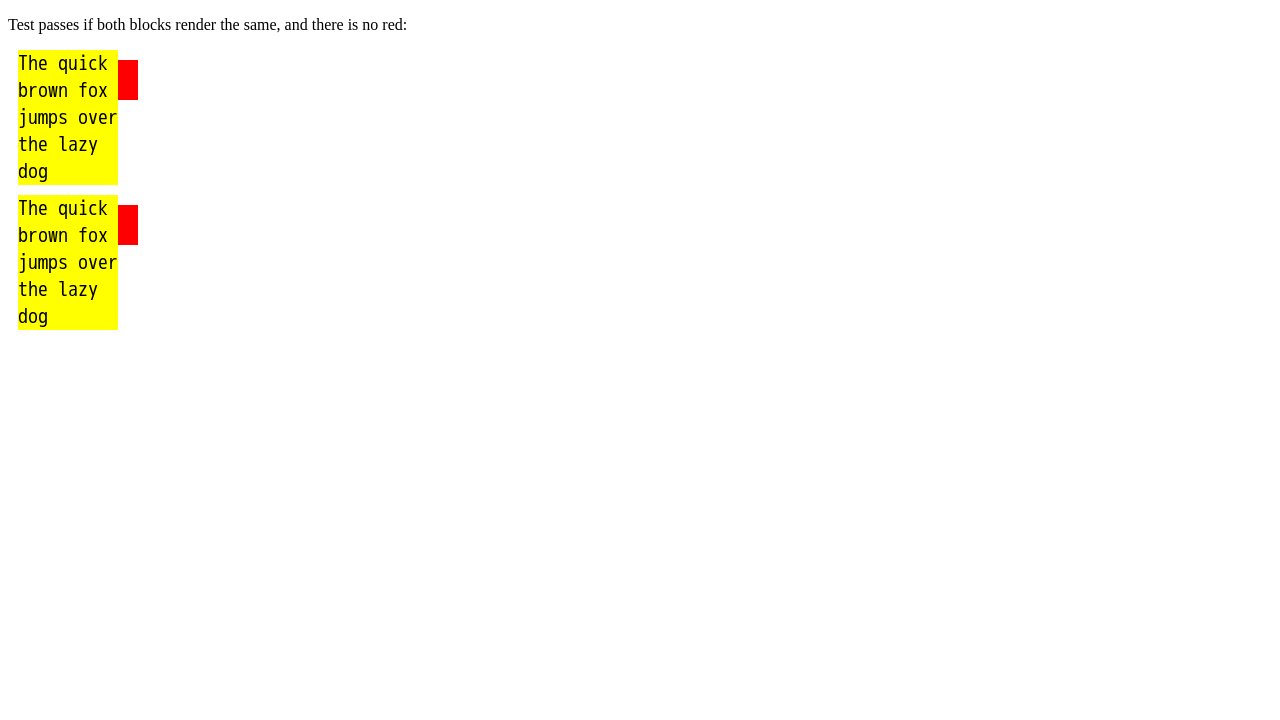 Test passes if both blocks render the same, and there is no red:
The quick
brown fox
jumps over
the lazy
dog
The quick
brown fox
jumps over
the lazy
dog